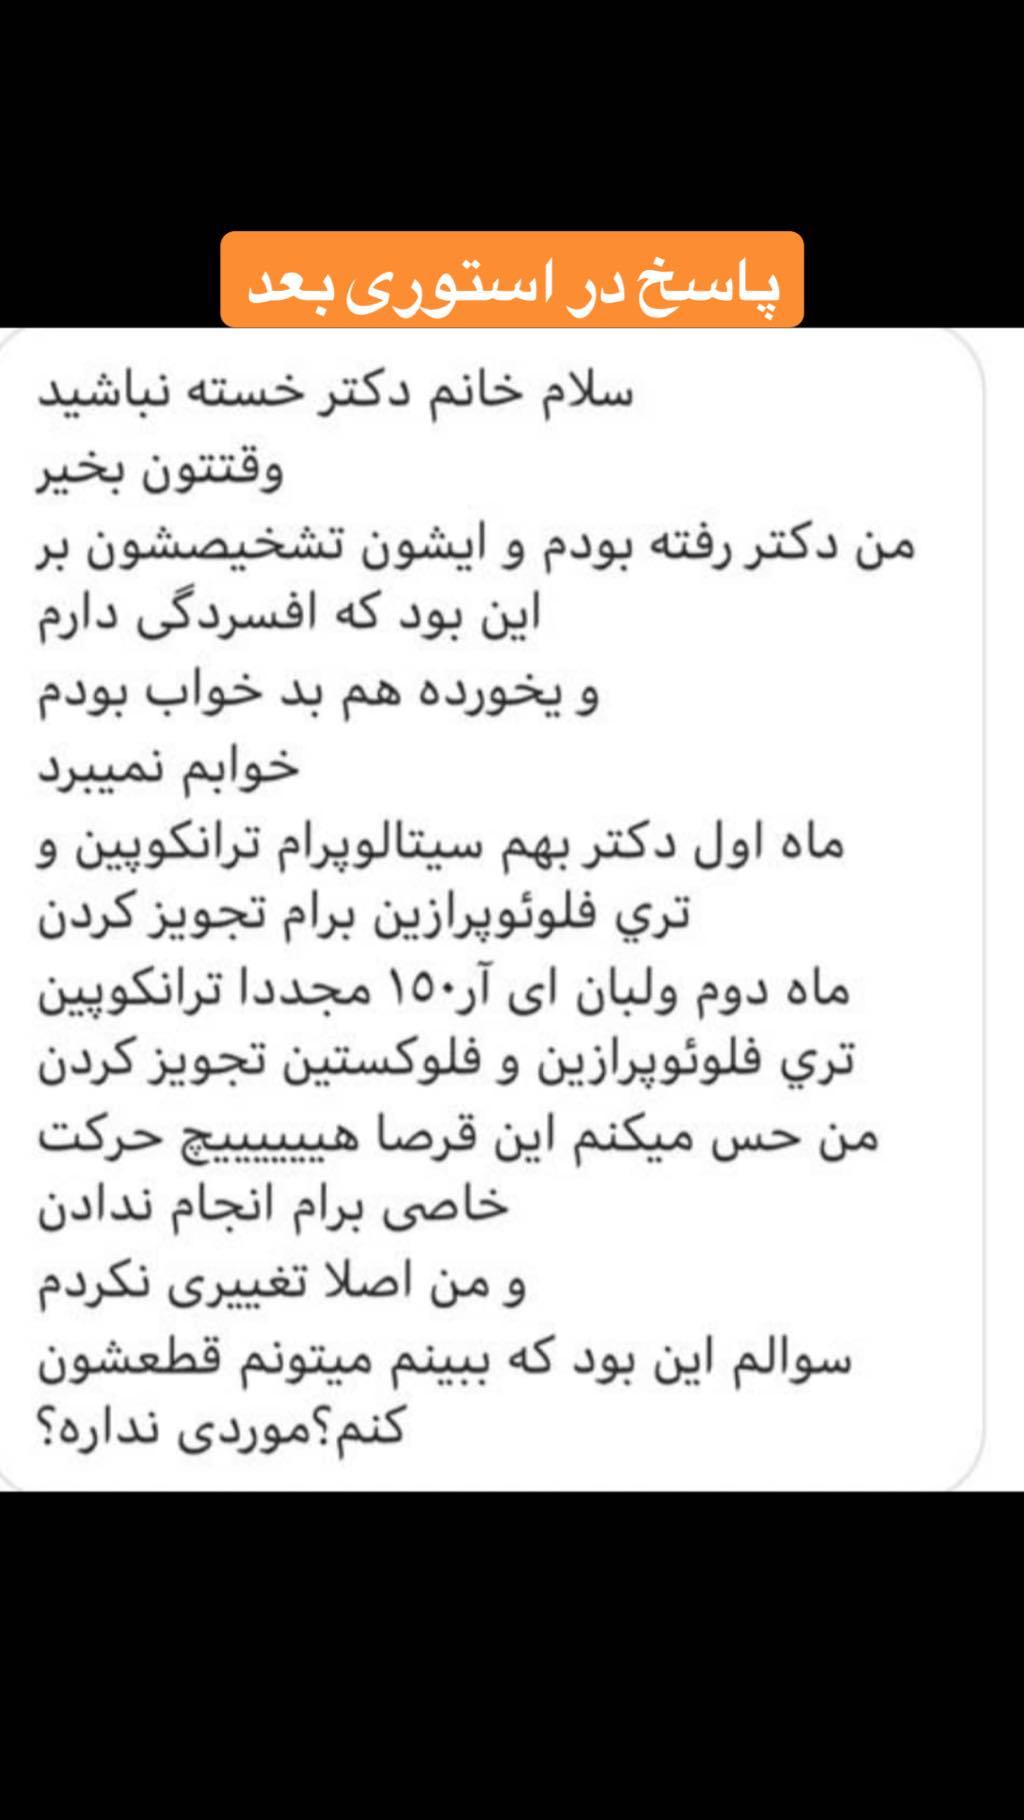 پاسخ در استوری بعد
سلام خانم دکتر خسته نباشید
وقتتون بخیر
من دکتر رفته بودم و ایشون تشخیصشون بر
این بود که افسردگی دارم
و یخورده هم بد خواب بودم
خوابم نمیبرد
ماه اول دکتر بهم سیتالوپرام ترانکوپین و
تري فلوئوپرازین برام تجویز کردن
ماه دوم ولبان ای آر۱۵۰ مجددا ترانکوپین
تري فلوئوپرازین و فلوکستین تجویز کردن
من حس میکنم این قرصا هیییییییچ حرکت
خاصی برام انجام ندادن
و من اصلا تغییری نکردم
سوالم این بود که ببینم میتونم قطعشون
کنم؟موردی نداره؟